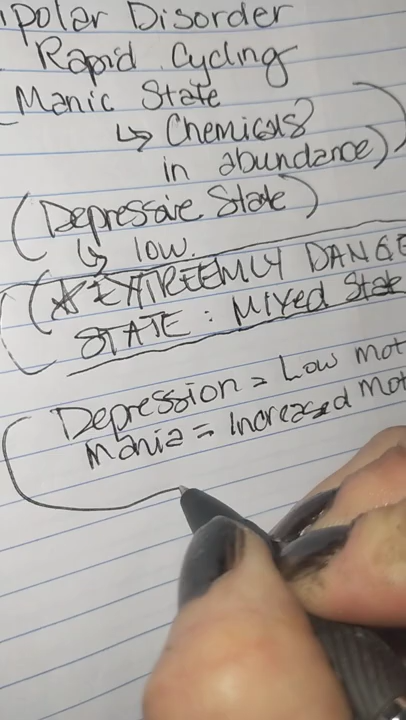 ipolar Disorder
Rapid Cycling
Manic State
↳ Chemicals?
in abundance)
(Depressive State)
↳ low.
(*EXTREEMLY DANGE
STATE: Mixed State
Depression = Low mot
mania = Increased Mot